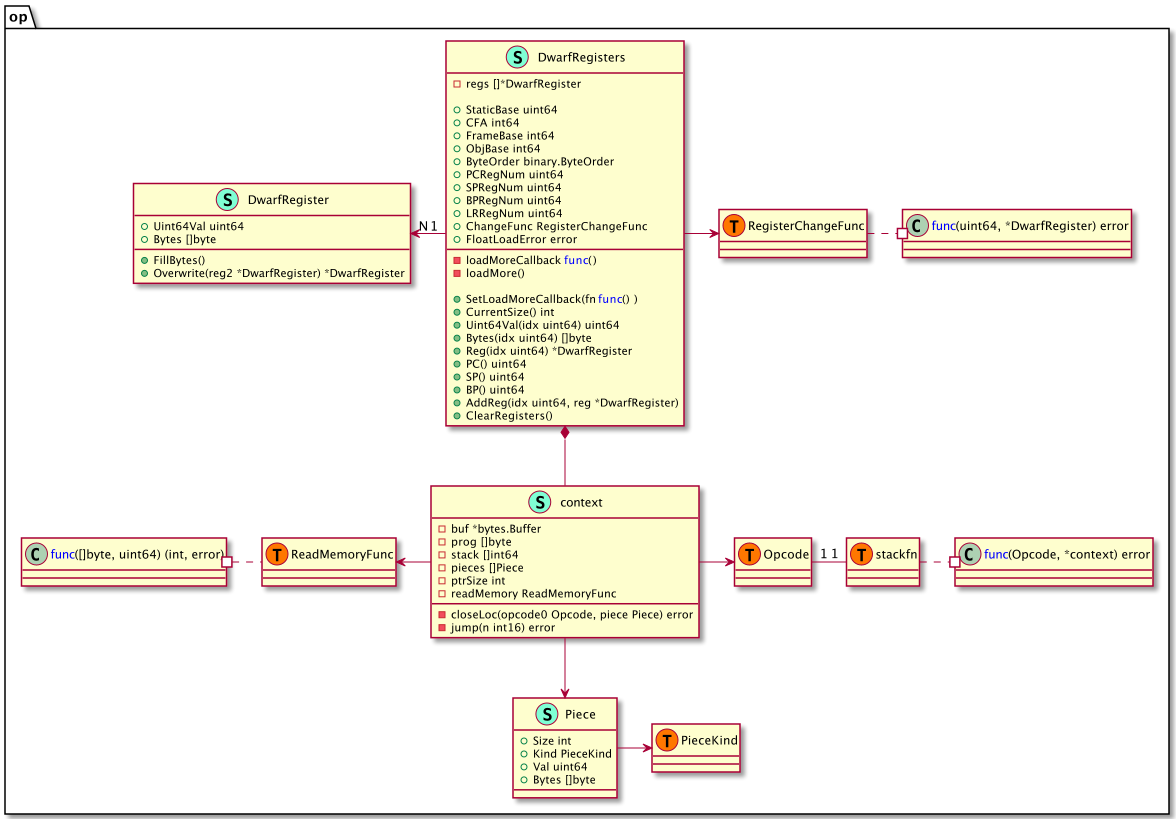 op
S DwarfRegisters
regs []*DwarfRegister
StaticBase uint64
CFA int64
FrameBase int64
ObjBase int64
ByteOrder binary.ByteOrder
PCRegNum uint64
SPRegNum uint64
BPRegNum uint64
LRRegNum uint64
ChangeFunc RegisterChangeFunc
FloatLoadError error
loadMoreCallback func()
loadMore()
SetLoadMoreCallback(fn func() )
CurrentSize() int
Uint64Val(idx uint64) uint64
Bytes(idx uint64) []byte
Reg(idx uint64) *DwarfRegister
PC() uint64
SP() uint64
BP() uint64
AddReg(idx uint64, reg *DwarfRegister)
ClearRegisters()
S DwarfRegister
Uint64Val uint64
Bytes []byte
FillBytes()
Overwrite(reg2 *DwarfRegister) *DwarfRegister
N 1
T RegisterChangeFunc
C func(uint64, *DwarfRegister) error
S context
buf *bytes.Buffer
prog []byte
stack []int64
pieces []Piece
ptrSize int
readMemory ReadMemoryFunc
closeLoc(opcode0 Opcode, piece Piece) error
jump(n int16) error
C func([]byte, uint64) (int, error)
T ReadMemoryFunc
T Opcode
1 1
T stackfn
C func(Opcode, *context) error
S Piece
Size int
Kind PieceKind
Val uint64
Bytes []byte
T PieceKind